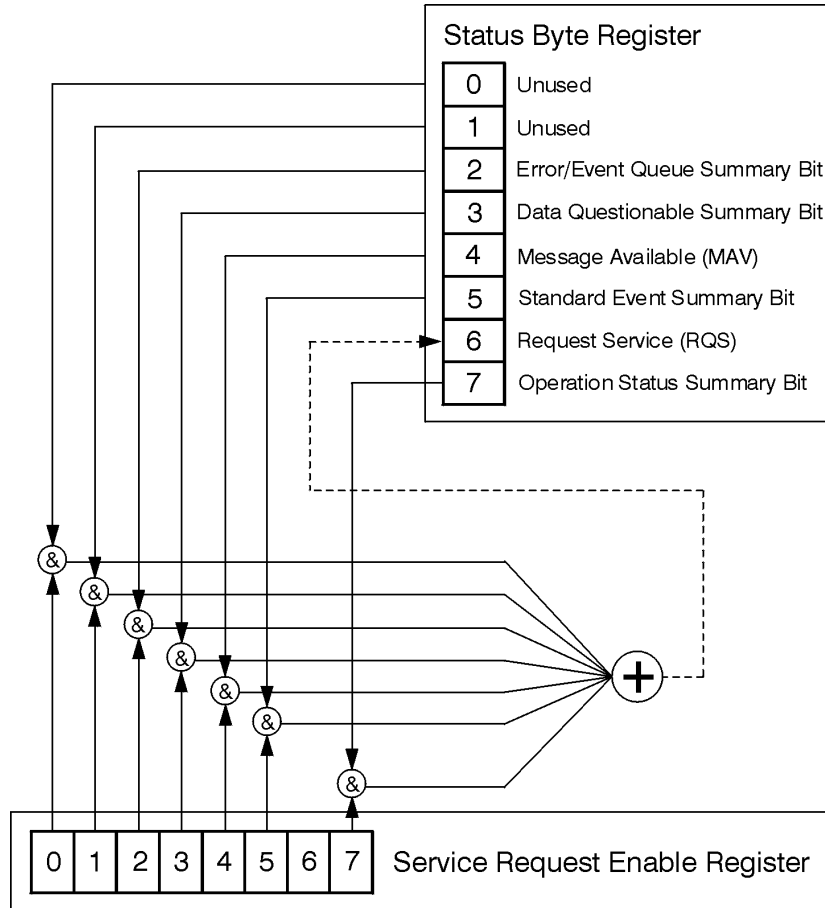 Status Byte Register
0 Unused
1 Unused
2 Error/Event Queue Summary Bit
3 Data Questionable Summary Bit
4 Message Available (MAV)
5 Standard Event Summary Bit
6 Request Service (RQS)
7 Operation Status Summary Bit
&
&
&
&
&
&
+
&
0 1 2 3 4 5 6 7 Service Request Enable Register